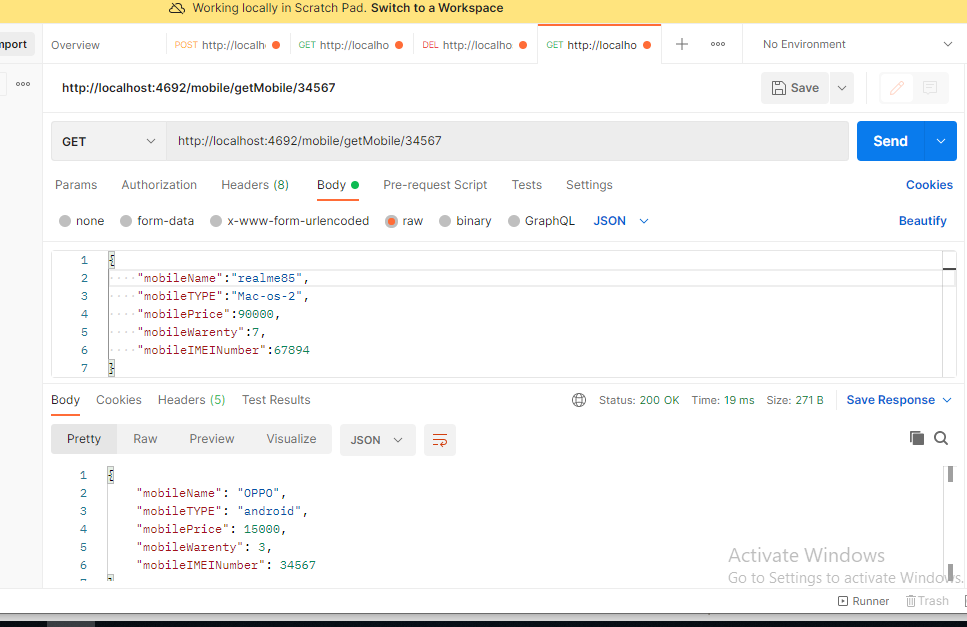 Working locally in Scratch Pad. Switch to a Workspace
mport Overview POST http://localh GET http://localho DEL http://localho GET http://localho No Environment
http://localhost:4692/mobile/getMobile/34567 Save
GET http://localhost:4692/mobile/getMobile/34567 Send
Params Authorization Headers (8) Body Pre-request Script Tests Settings Cookies
none form-data x-www-form-urlencoded raw binary GraphQL JSON Beautify
1 {
2 "mobileName":"realme85",
3 "mobileTYPE":"Mac-os-2",
4 "mobilePrice":90000,
5 "mobileWarenty":7,
6 "mobileIMEINumber":67894
7 }
Body Cookies Headers (5) Test Results Status: 200 OK Time: 19 ms Size: 271 B Save Response
Pretty Raw Preview Visualize JSON
1 {
2 "mobileName": "OPPO",
3 "mobileTYPE": "android",
4 "mobilePrice": 15000,
5 "mobileWarenty": 3,
6 "mobileIMEINumber": 34567
Activate Windows
Go to Settings to activate Windows.
Runner Trash